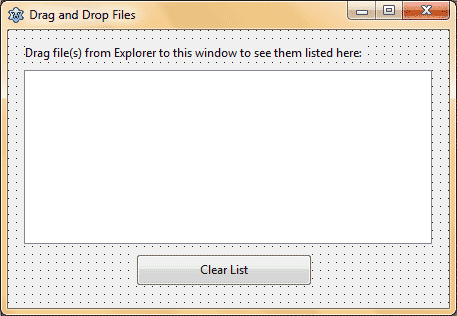 Drag and Drop Files
Drag file(s) from Explorer to this window to see them listed here:
Clear List